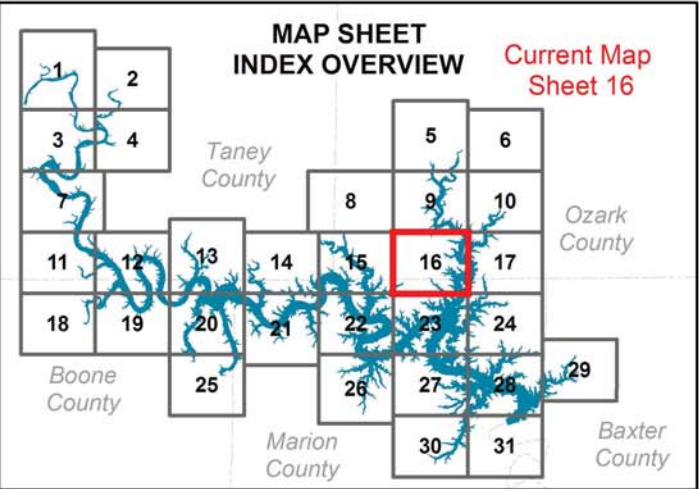 MAP SHEET
INDEX OVERVIEW
Current Map
Sheet 16
1
2
3
4
5
6
Taney
County
7
8
9
10
Ozark
County
11
12
13
14
15
16
17
18
19
20
21
22
23
24
Boone
County
25
26
27
28
29
Marion
County
30
31
Baxter
County